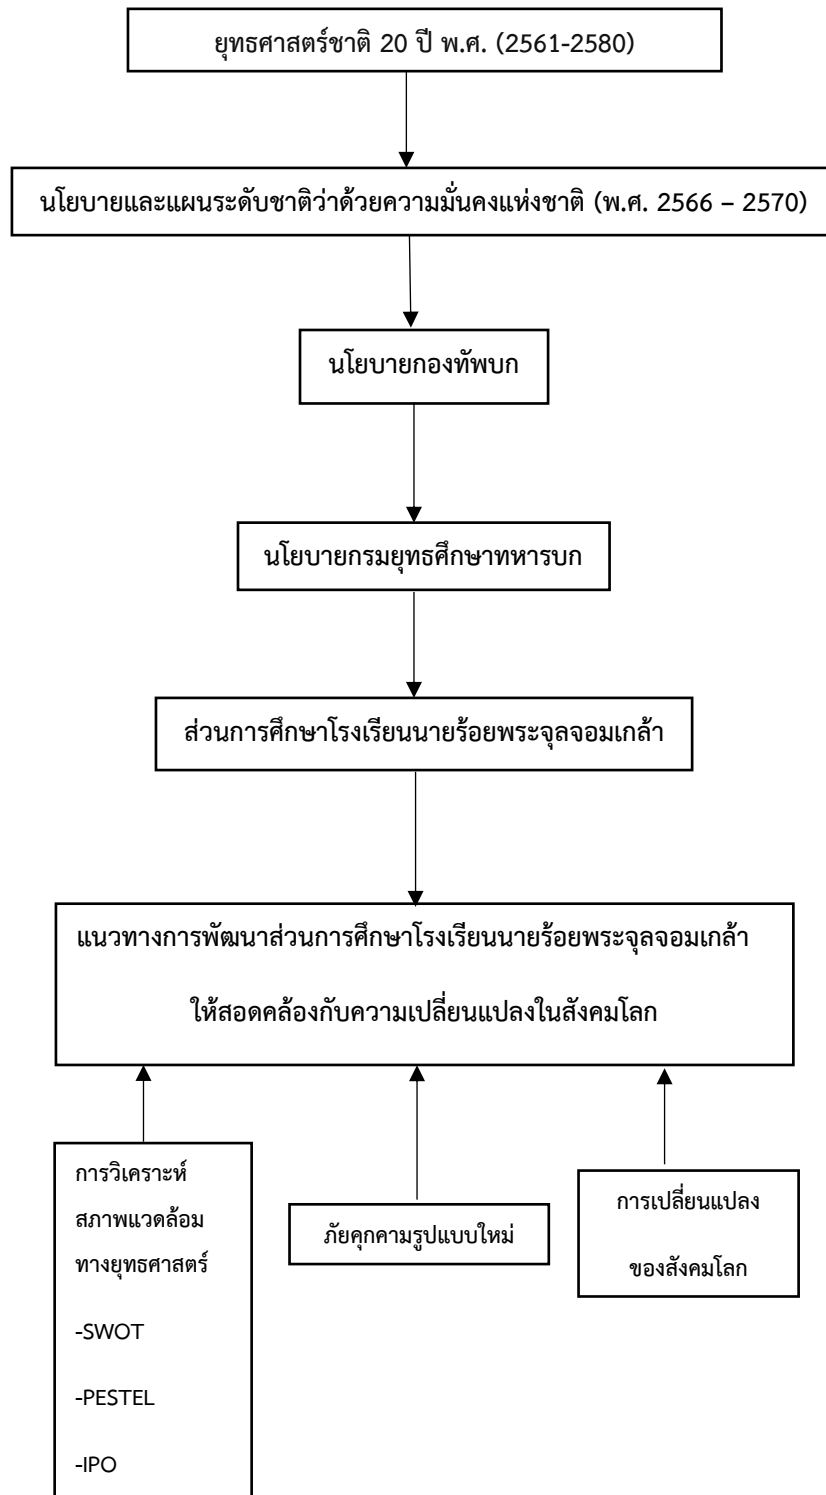 ยุทธศาสตร์ชาติ 20 ปี พ.ศ. (2561-2580)
นโยบายและแผนระดับชาติว่าด้วยความมั่นคงแห่งชาติ (พ.ศ. 2566 – 2570)
นโยบายกองทัพบก
นโยบายกรมยุทธศึกษาทหารบก
ส่วนการศึกษาโรงเรียนนายร้อยพระจุลจอมเกล้า
แนวทางการพัฒนาส่วนการศึกษาโรงเรียนนายร้อยพระจุลจอมเกล้า
ให้สอดคล้องกับความเปลี่ยนแปลงในสังคมโลก
การวิเคราะห์
สภาพแวดล้อม
ทางยุทธศาสตร์
-SWOT
-PESTEL
-IPO
ภัยคุกคามรูปแบบใหม่
การเปลี่ยนแปลง
ของสังคมโลก